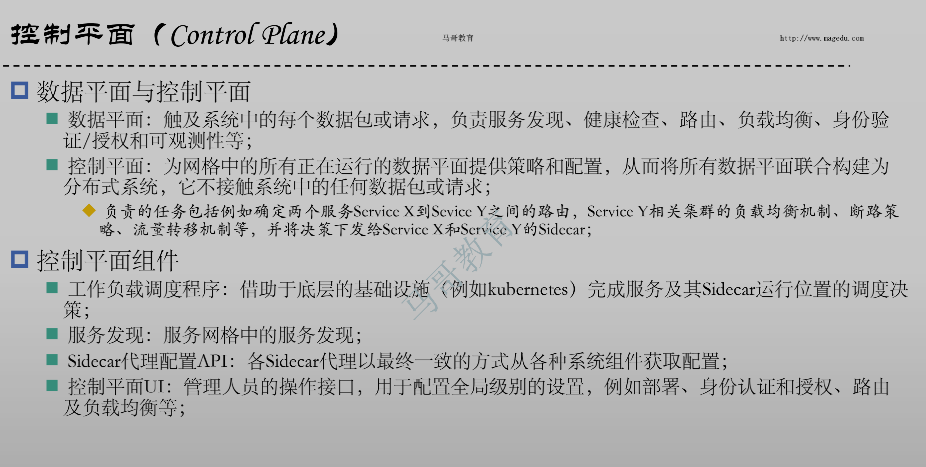 控制平面（Control Plane）
马哥教育
http://www.magedu.com
数据平面与控制平面
数据平面：触及系统中的每个数据包或请求，负责服务发现、健康检查、路由、负载均衡、身份验
证/授权和可观测性等；
控制平面：为网格中的所有正在运行的数据平面提供策略和配置，从而将所有数据平面联合构建为
分布式系统，它不接触系统中的任何数据包或请求；
负责的任务包括例如确定两个服务Service X到Sevice Y之间的路由，Service Y相关集群的负载均衡机制、断路策
略、流量转移机制等，并将决策下发给Service X和Service Y的Sidecar；
控制平面组件
工作负载调度程序：借助于底层的基础设施（例如kubernetes）完成服务及其Sidecar运行位置的调度决
策；
服务发现：服务网格中的服务发现；
Sidecar代理配置API：各Sidecar代理以最终一致的方式从各种系统组件获取配置；
控制平面UI：管理人员的操作接口，用于配置全局级别的设置，例如部署、身份认证和授权、路由
及负载均衡等；
马哥教育